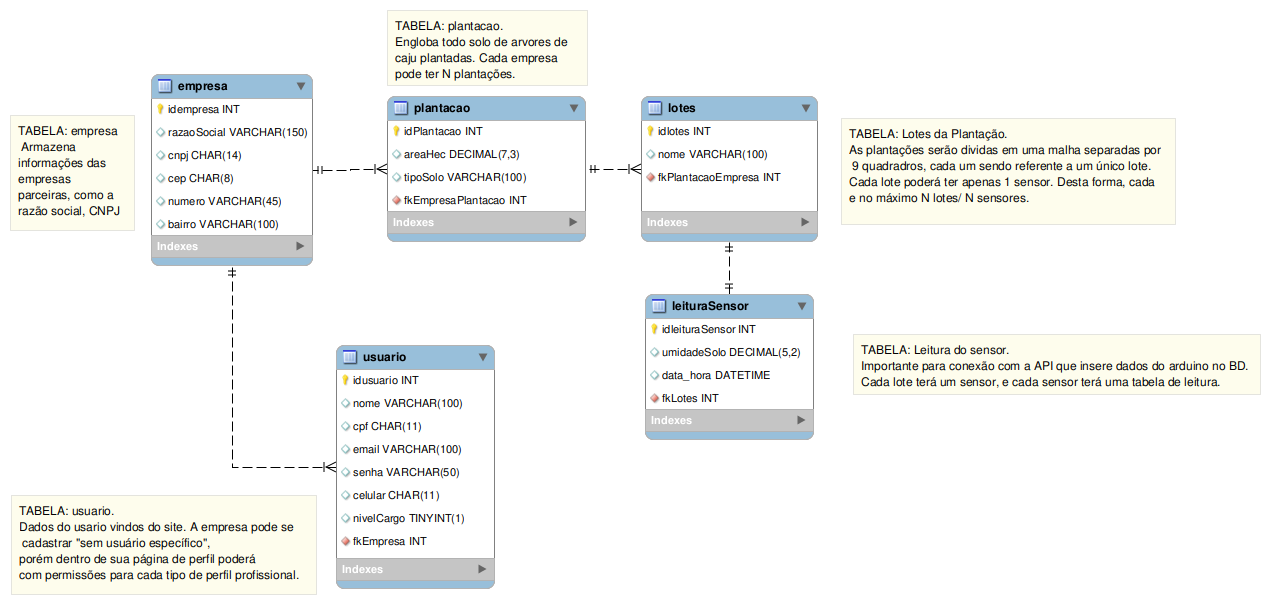 TABELA: plantacao.
Engloba todo solo de arvores de
caju plantadas. Cada empresa
pode ter N plantações.
TABELA: empresa
Armazena
informações das
empresas
parceiras, como a
razão social, CNPJ
empresa
idempresa INT
razaoSocial VARCHAR(150)
cnpj CHAR(14)
cep CHAR(8)
numero VARCHAR(45)
bairro VARCHAR(100)
Indexes
plantacao
idPlantacao INT
areaHec DECIMAL(7,3)
tipoSolo VARCHAR(100)
fkEmpresaPlantacao INT
Indexes
lotes
idlotes INT
nome VARCHAR(100)
fkPlantacaoEmpresa INT
Indexes
TABELA: Lotes da Plantação.
As plantações serão dividas em uma malha separadas por
9 quadrados, cada um sendo referente a um único lote.
Cada lote poderá ter apenas 1 sensor. Desta forma, cada
e no máximo N lotes/ N sensores.
leituraSensor
idleituraSensor INT
umidadeSolo DECIMAL(5,2)
data_hora DATETIME
fkLotes INT
Indexes
TABELA: Leitura do sensor.
Importante para conexão com a API que insere dados do arduino no BD.
Cada lote terá um sensor, e cada sensor terá uma tabela de leitura.
usuario
idusuario INT
nome VARCHAR(100)
cpf CHAR(11)
email VARCHAR(100)
senha VARCHAR(50)
celular CHAR(11)
nivelCargo TINYINT(1)
fkEmpresa INT
Indexes
TABELA: usuario.
Dados do usario vindos do site. A empresa pode se
cadastrar "sem usuário específico",
porém dentro de sua página de perfil poderá
com permissões para cada tipo de perfil profissional.